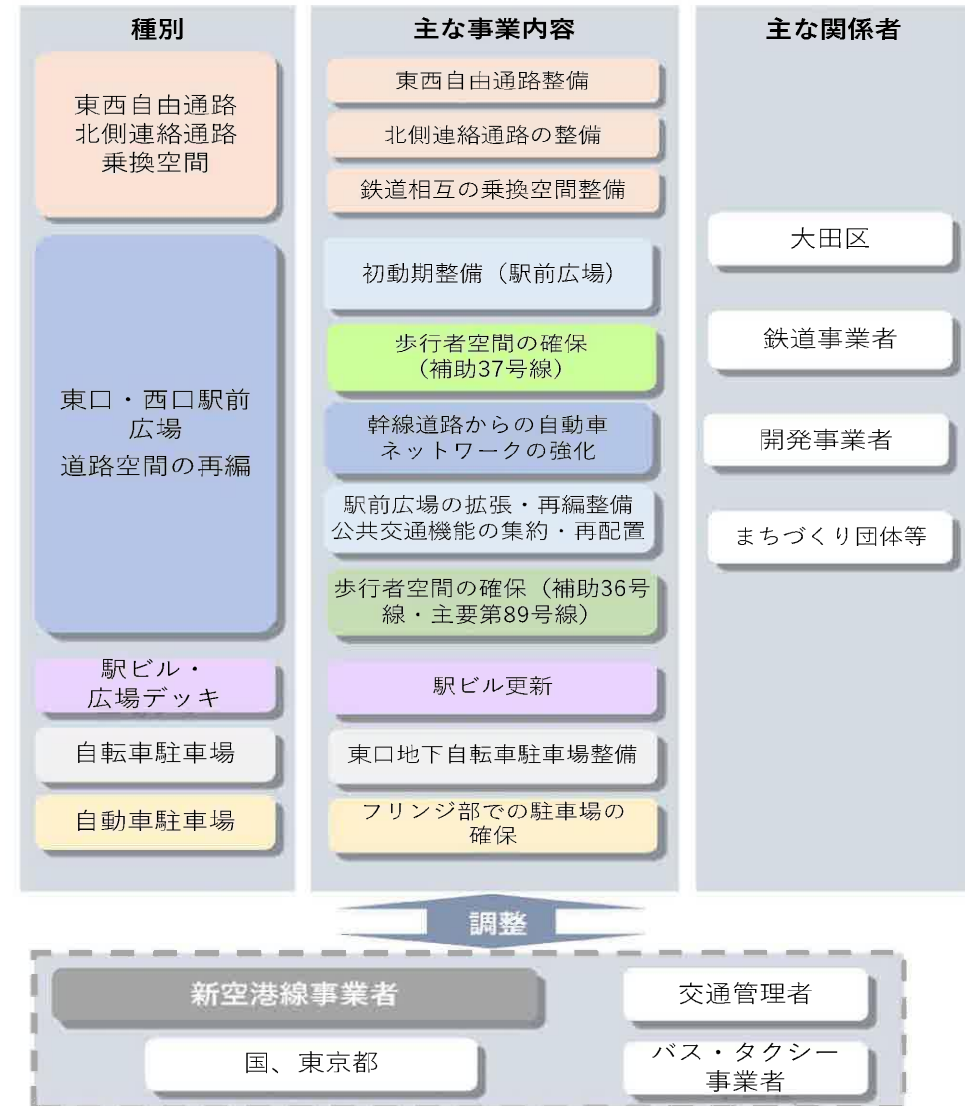 種別
東西自由通路
北側連絡通路
乗換空間
東口・西口駅前
広場
道路空間の再編
駅ビル・
広場デッキ
自転車駐車場
自動車駐車場
主な事業内容
東西自由通路整備
北側連絡通路の整備
鉄道相互の乗換空間整備
初動期整備（駅前広場）
歩行者空間の確保
（補助37号線）
幹線道路からの自動車
ネットワークの強化
駅前広場の拡張・再編整備
公共交通機能の集約・再配置
歩行者空間の確保（補助36号
線・主要第89号線）
駅ビル更新
東口地下自転車駐車場整備
フリンジ部での駐車場の
確保
主な関係者
大田区
鉄道事業者
開発事業者
まちづくり団体等
調整
新空港線事業者
国、東京都
交通管理者
バス・タクシー
事業者